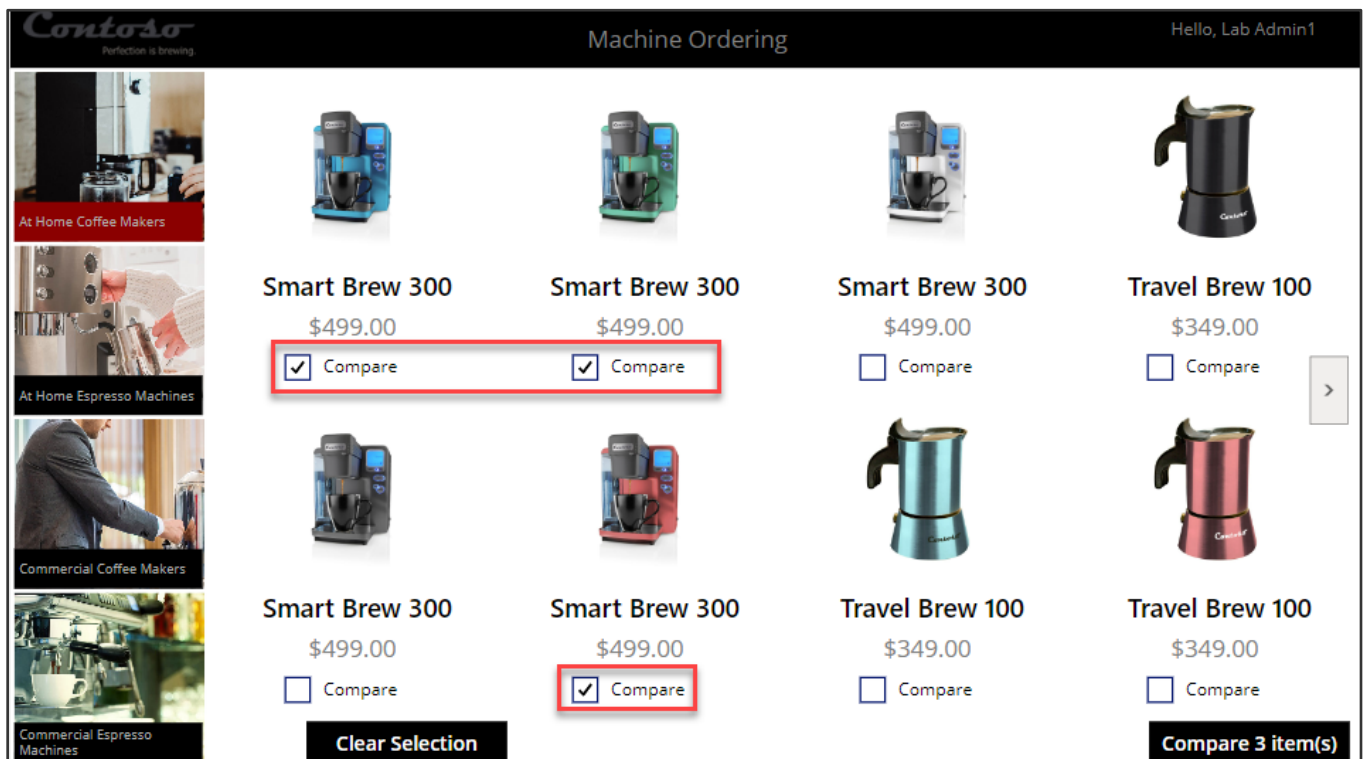 Contoso
Perfection is brewing.
Machine Ordering
Hello, Lab Admin1
At Home Coffee Makers
At Home Espresso Machines
Commercial Coffee Makers
Commercial Espresso
Machines
Smart Brew 300 Smart Brew 300 Smart Brew 300 Travel Brew 100
$499.00 $499.00 $499.00 $349.00
Compare Compare Compare Compare
>
Contoso
Contoso
Contoso
Smart Brew 300 Smart Brew 300 Travel Brew 100 Travel Brew 100
$499.00 $499.00 $349.00 $349.00
Compare Compare Compare Compare
Clear Selection
Compare 3 item(s)